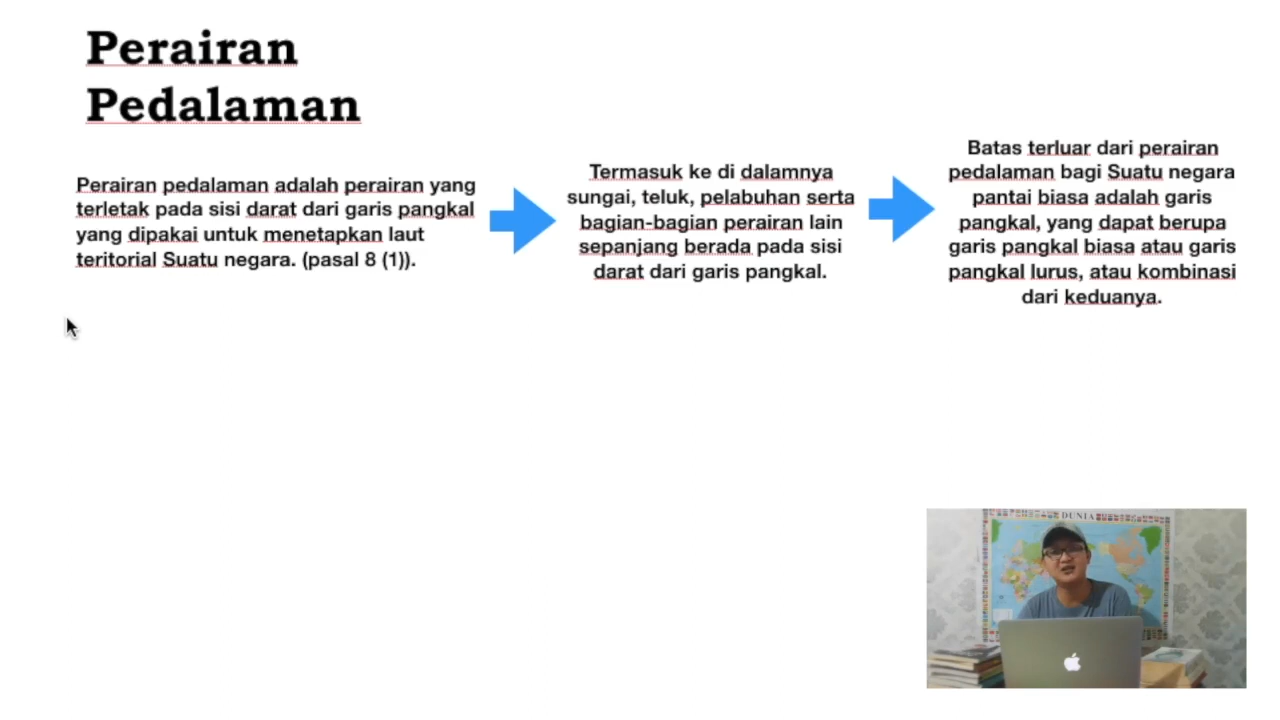 Perairan
Pedalaman
Perairan pedalaman adalah perairan yang
terletak pada sisi darat dari garis pangkal
yang dipakai untuk menetapkan laut
teritorial Suatu negara. (pasal 8 (1)).
Termasuk ke di dalamnya
sungai, teluk, pelabuhan serta
bagian-bagian perairan lain
sepanjang berada pada sisi
darat dari garis pangkal.
Batas terluar dari perairan
pedalaman bagi Suatu negara
pantai biasa adalah garis
pangkal, yang dapat berupa
garis pangkal biasa atau garis
pangkal lurus, atau kombinasi
dari keduanya.
DUNIA